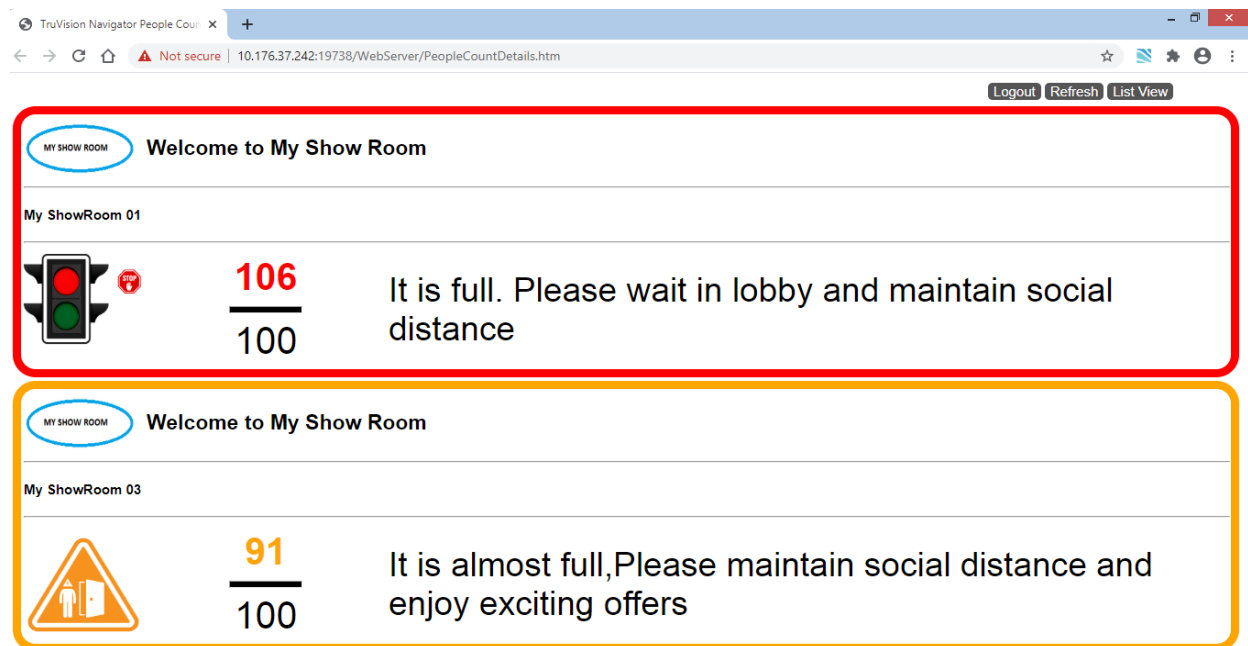 TruVision Navigator People Coun
Not secure | 10.176.37.242:19738/WebServer/PeopleCountDetails.htm
Logout Refresh List View
MY SHOW ROOM
Welcome to My Show Room
My ShowRoom 01
STOP
106
100
It is full. Please wait in lobby and maintain social
distance
MY SHOW ROOM
Welcome to My Show Room
My ShowRoom 03
91
100
It is almost full,Please maintain social distance and
enjoy exciting offers